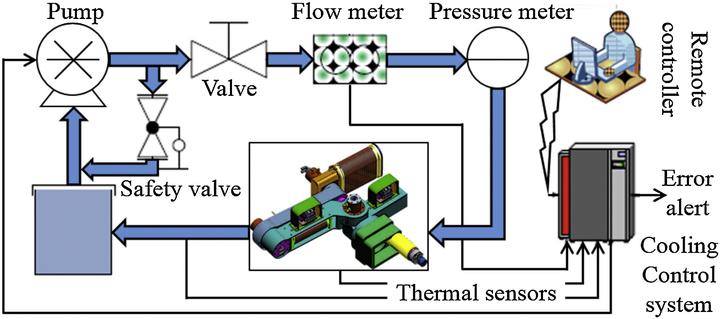 Pump
Flow meter
Pressure meter
Valve
Remote
controller
Safety valve
Error
alert
Thermal sensors
Cooling
Control
system